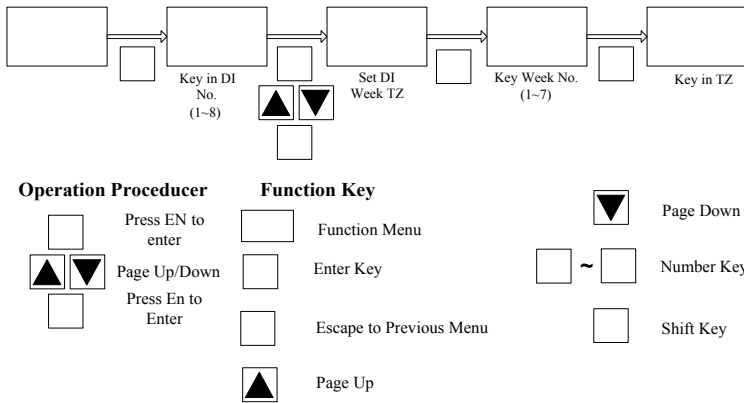 Key in DI
No.
(1~8)
Set DI
Week TZ
Key Week No.
(1~7)
Key in TZ
Operation Proceducer
Press EN to
enter
Page Up/Down
Press En to
Enter
Function Key
Function Menu
Enter Key
Escape to Previous Menu
Page Up
Page Down
~
Number Key
Shift Key